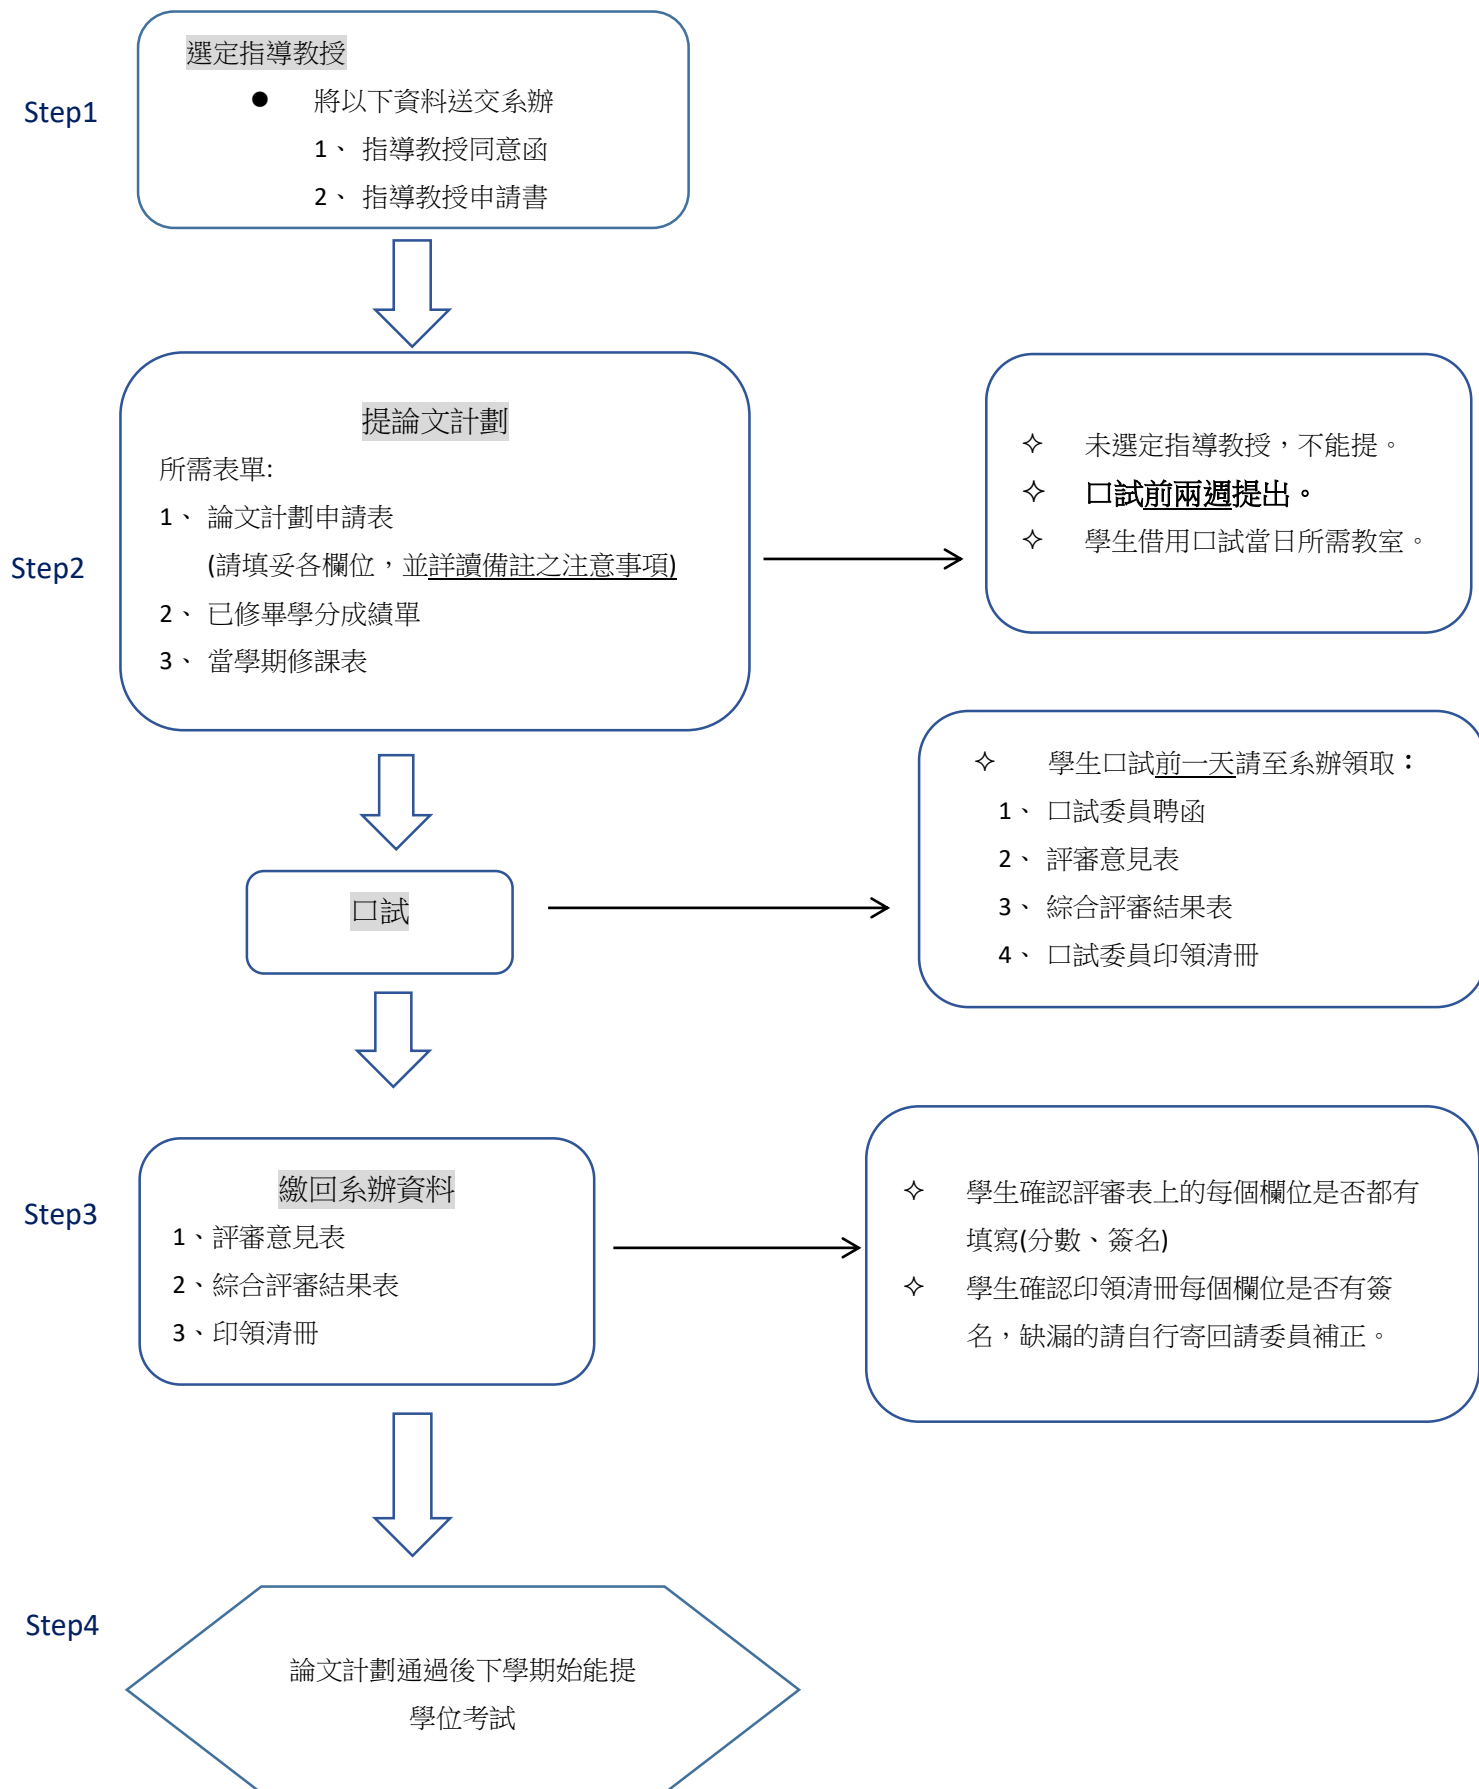 Step1
選定指導教授
● 將以下資料送交系辦
1、 指導教授同意函
2、 指導教授申請書
Step2
提論文計劃
所需表單:
1、 論文計劃申請表
(請填妥各欄位，並詳讀備註之注意事項)
2、 已修畢學分成績單
3、 當學期修課表
✧ 未選定指導教授，不能提。
✧ 口試前兩週提出。
✧ 學生借用口試當日所需教室。
口試
✧ 學生口試前一天請至系辦領取：
1、 口試委員聘函
2、 評審意見表
3、 綜合評審結果表
4、 口試委員印領清冊
Step3
繳回系辦資料
1、評審意見表
2、綜合評審結果表
3、印領清冊
✧ 學生確認評審表上的每個欄位是否都有
填寫(分數、簽名)
✧ 學生確認印領清冊每個欄位是否有簽
名，缺漏的請自行寄回請委員補正。
Step4
論文計劃通過後下學期始能提
學位考試